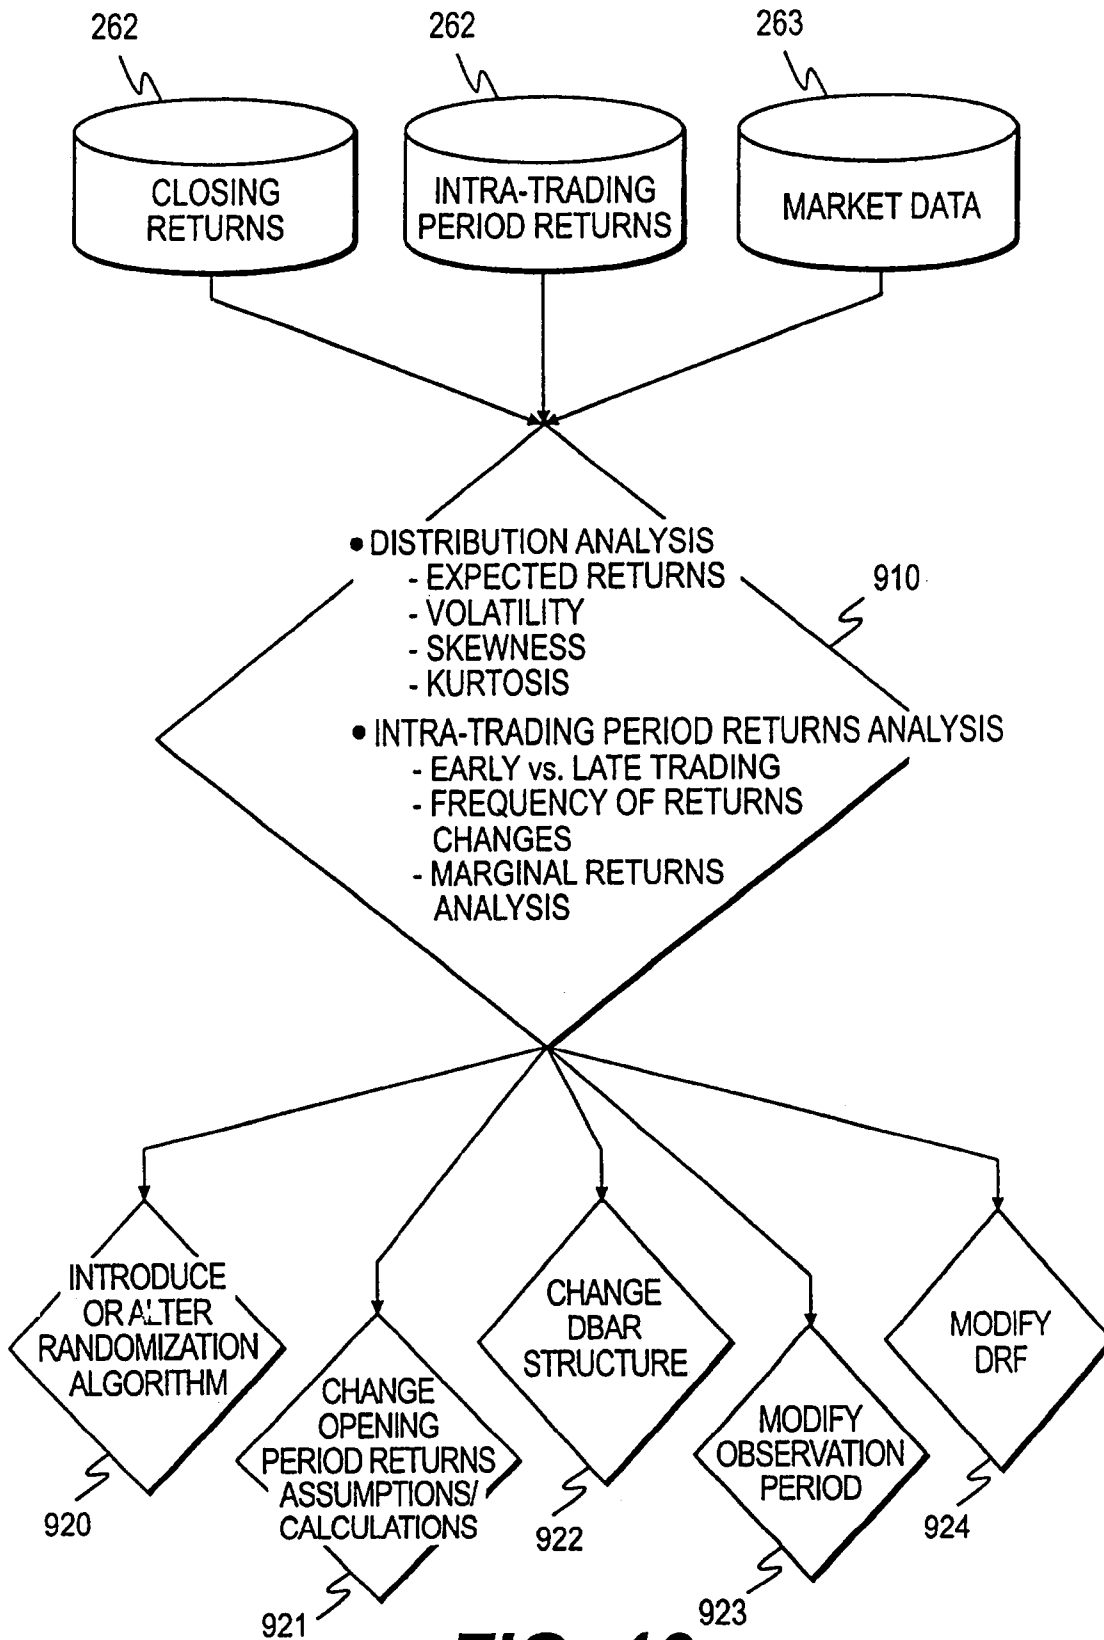 262
262
263
CLOSING
RETURNS
INTRA-TRADING
PERIOD RETURNS
MARKET DATA
• DISTRIBUTION ANALYSIS
- EXPECTED RETURNS
- VOLATILITY
- SKEWNESS
- KURTOSIS
910
• INTRA-TRADING PERIOD RETURNS ANALYSIS
- EARLY vs. LATE TRADING
- FREQUENCY OF RETURNS
CHANGES
- MARGINAL RETURNS
ANALYSIS
INTRODUCE
OR ALTER
RANDOMIZATION
ALGORITHM
920
CHANGE
OPENING
PERIOD RETURNS
ASSUMPTIONS/
CALCULATIONS
921
CHANGE
DBAR
STRUCTURE
922
MODIFY
OBSERVATION
PERIOD
923
MODIFY
DRF
924